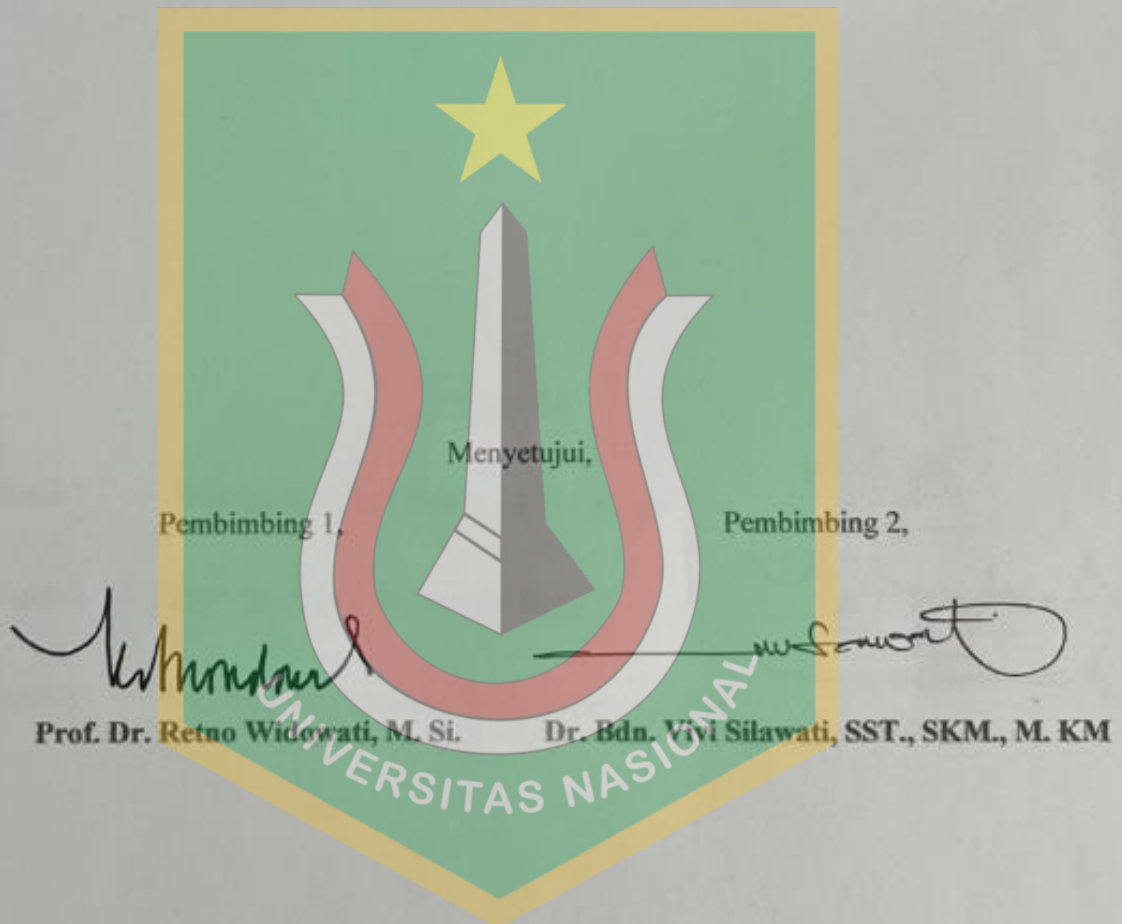 Menyetujui,
Pembimbing 1, Pembimbing 2,
Prof. Dr. Retno Widowati, M. Si. Dr. Bdn. Vivi Silawati, SST., SKM., M. KM
UNIVERSITAS NASIONAL